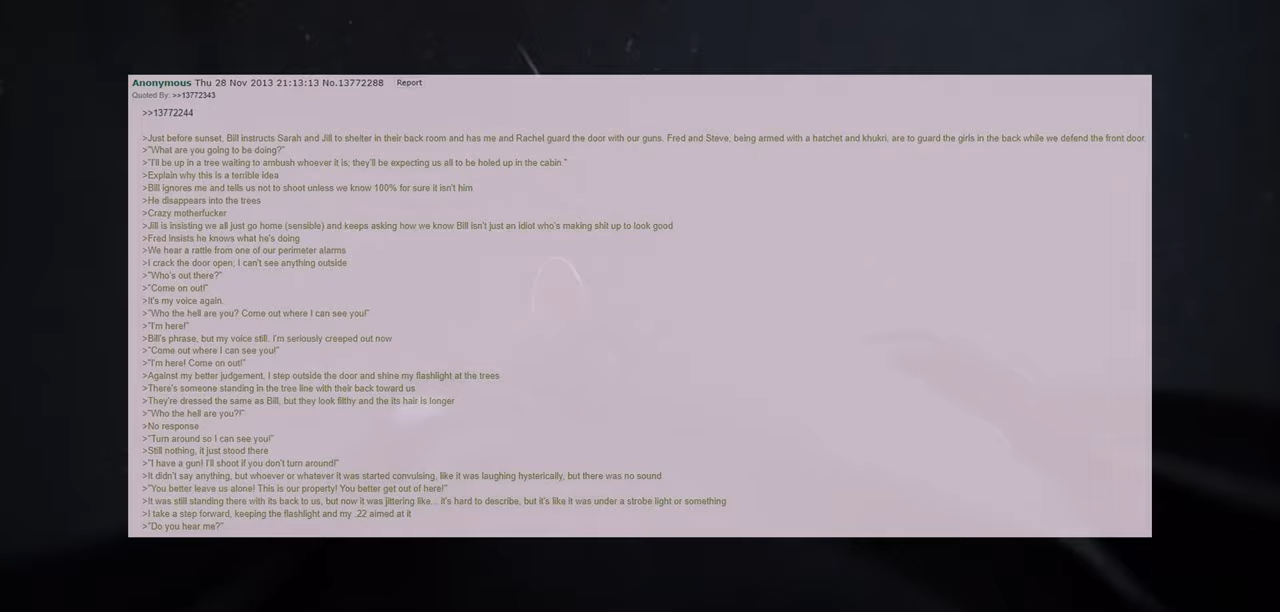 Anonymous Thu 28 Nov 2013 21:13:13 No.13772288 Report
Quoted By: >>13772343
>>13772244
>Just before sunset, Bill instructs Sarah and Jill to shelter in their back room and has me and Rachel guard the door with our guns. Fred and Steve, being armed with a hatchet and khukri, are to guard the girls in the back while we defend the front door.
>"What are you going to be doing?"
>"I'll be up in a tree waiting to ambush whoever it is; they'll be expecting us all to be holed up in the cabin."
>Explain why this is a terrible idea
>Bill ignores me and tells us not to shoot unless we know 100% for sure it isn't him
>He disappears into the trees
>Crazy motherfucker
>Jill is insisting we all just go home (sensible) and keeps asking how we know Bill isn't just an idiot who's making shit up to look good
>Fred insists he knows what he's doing
>We hear a rattle from one of our perimeter alarms
>I crack the door open; I can't see anything outside
>"Who's out there?"
>"Come on out!"
>It's my voice again.
>"Who the hell are you? Come out where I can see you!"
>"I'm here!"
>Bill's phrase, but my voice still. I'm seriously creeped out now
>"Come out where I can see you!"
>"I'm here! Come on out!"
>Against my better judgement, I step outside the door and shine my flashlight at the trees
>There's someone standing in the tree line with their back toward us
>They're dressed the same as Bill, but they look filthy and the its hair is longer
>"Who the hell are you?!"
>No response
>"Turn around so I can see you!"
>Still nothing, it just stood there
>"I have a gun! I'll shoot if you don't turn around!"
>It didn't say anything, but whoever or whatever it was started convulsing, like it was laughing hysterically, but there was no sound
>"You better leave us alone! This is our property! You better get out of here!"
>It was still standing there with its back to us, but now it was jittering like... it's hard to describe, but it's like it was under a strobe light or something
>I take a step forward, keeping the flashlight and my .22 aimed at it
>"Do you hear me?"